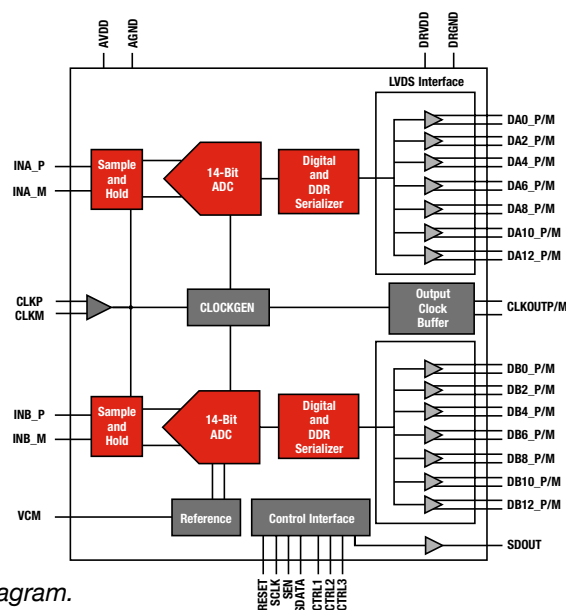 AVDD
AGND
DRVDD
DRGND
LVDS Interface
DA0_P/M
DA2_P/M
DA4_P/M
DA6_P/M
DA8_P/M
DA10_P/M
DA12_P/M
INA_P
INA_M
Sample
and
Hold
14-Bit
ADC
Digital
and
DDR
Serializer
CLKP
CLKM
CLOCKGEN
Output
Clock
Buffer
CLKOUTP/M
INB_P
INB_M
Sample
and
Hold
14-Bit
ADC
Digital
and
DDR
Serializer
DB0_P/M
DB2_P/M
DB4_P/M
DB6_P/M
DB8_P/M
DB10_P/M
DB12_P/M
VCM
Reference
Control Interface
SDOUT
RESET
SCLK
SEN
SDATA
CTRL1
CTRL2
CTRL3
agram.